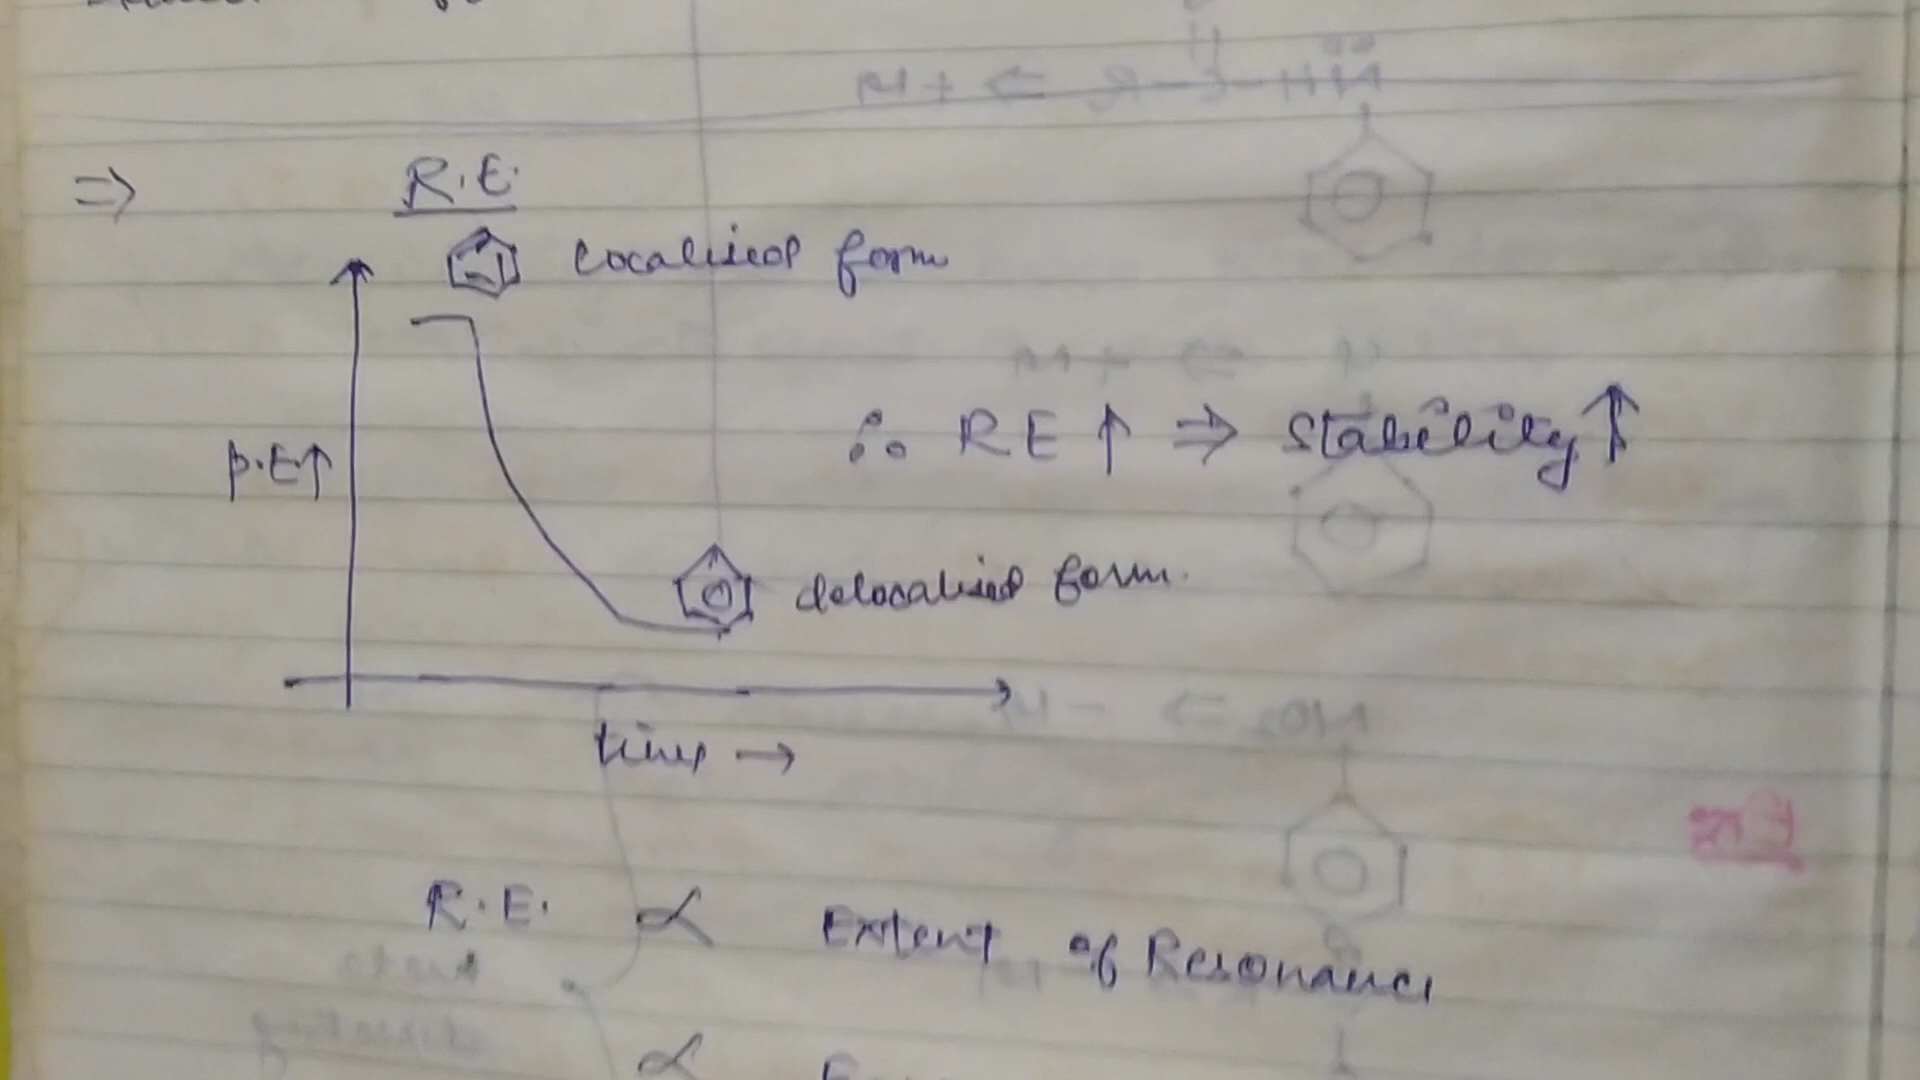 ⇒ R.E.
Localised form
P.E↑
∴ RE ↑ ⇒ Stability ↑
delocalised form.
time →
R.E. ∝ Extent of Resonance
∝